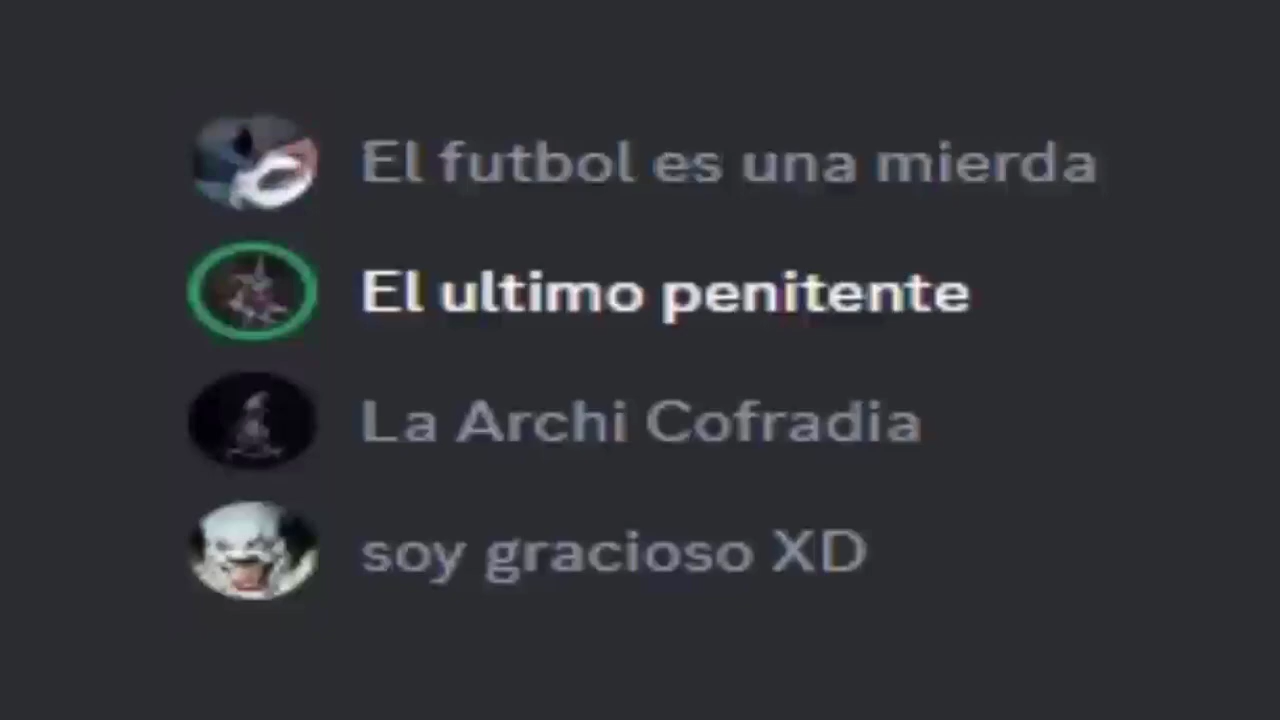 El futbol es una mierda
El ultimo penitente
La Archi Cofradia
soy gracioso XD